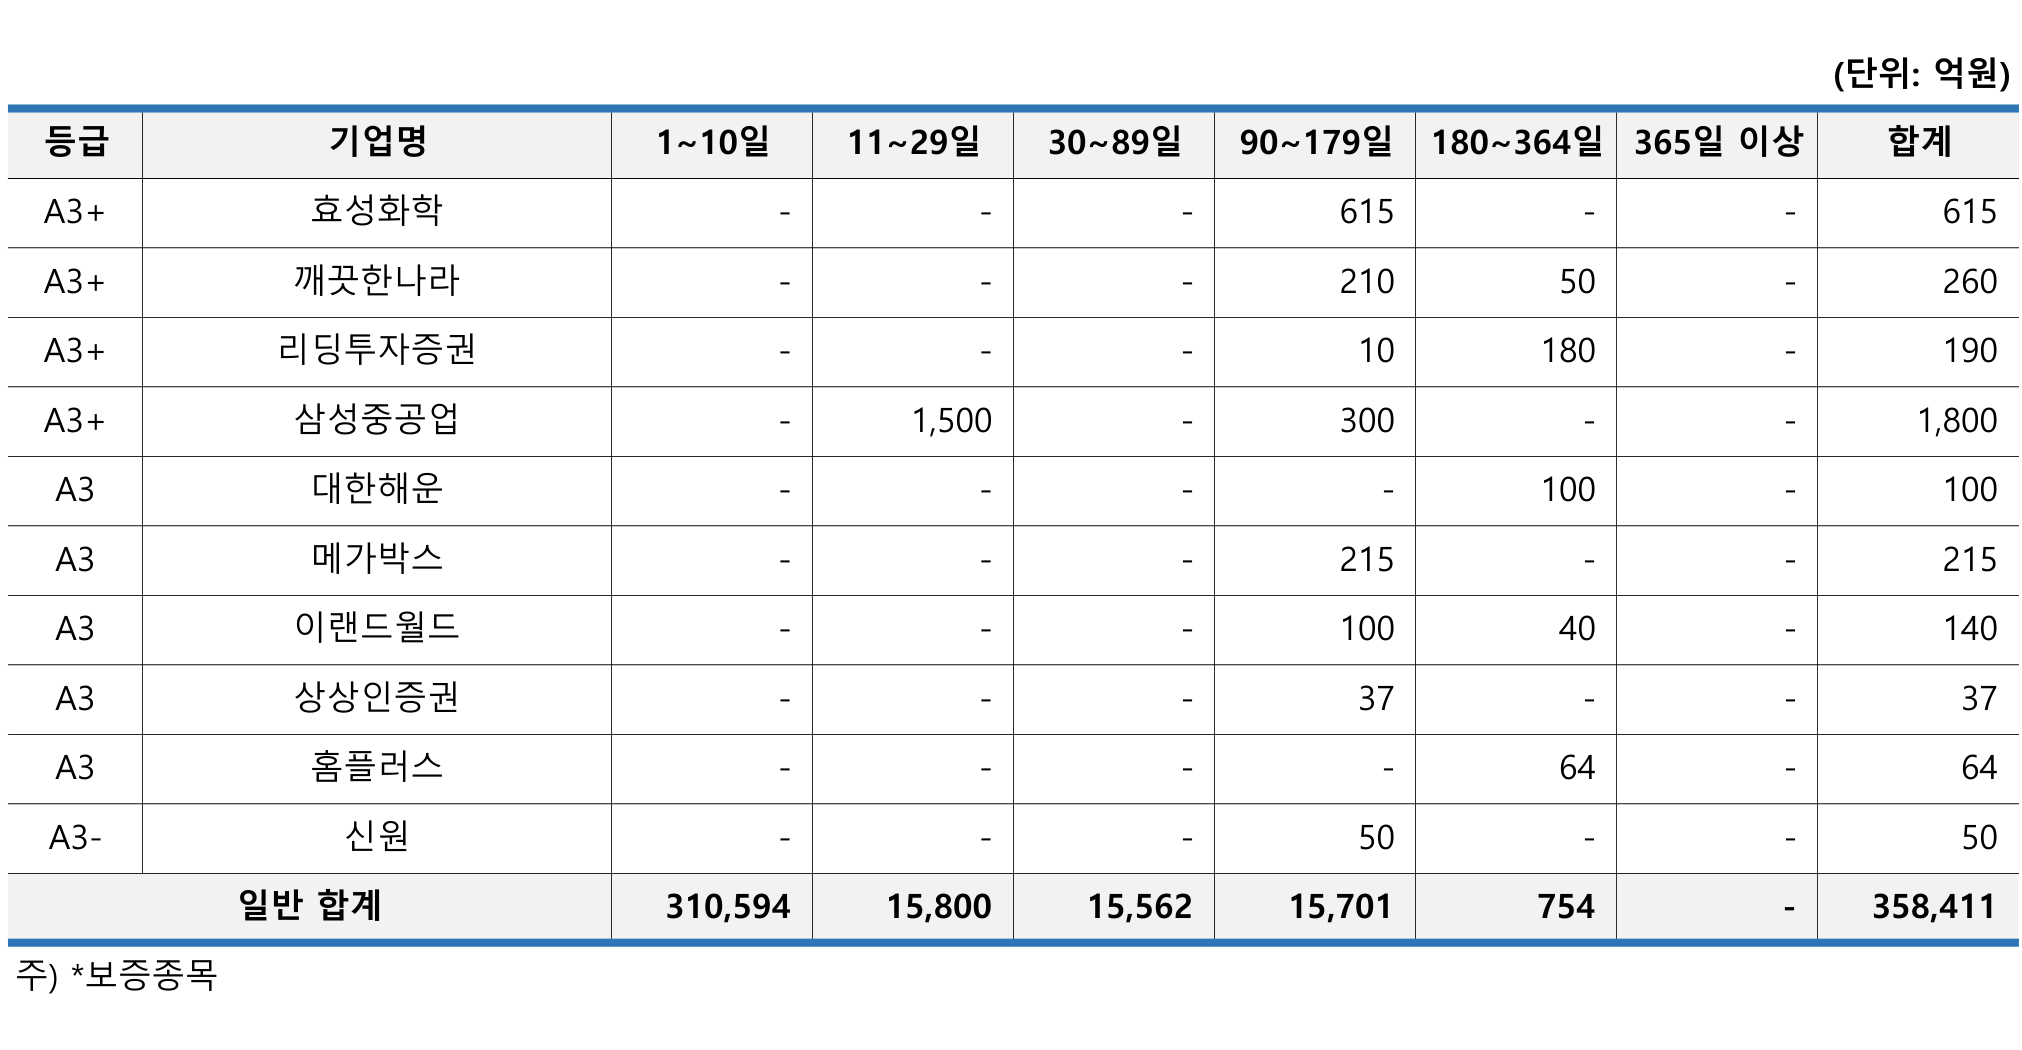 (단위: 억원)
등급 기업명 1~10일 11~29일 30~89일 90~179일 180~364일 365일 이상 합계
A3+ 효성화학 - - - 615 - - 615
A3+ 깨끗한나라 - - - 210 50 - 260
A3+ 리딩투자증권 - - - 10 180 - 190
A3+ 삼성중공업 - 1,500 - 300 - - 1,800
A3 대한해운 - - - - 100 - 100
A3 메가박스 - - - 215 - - 215
A3 이랜드월드 - - - 100 40 - 140
A3 상상인증권 - - - 37 - - 37
A3 홈플러스 - - - - 64 - 64
A3- 신원 - - - 50 - - 50
일반 합계 310,594 15,800 15,562 15,701 754 - 358,411
주) *보증종목